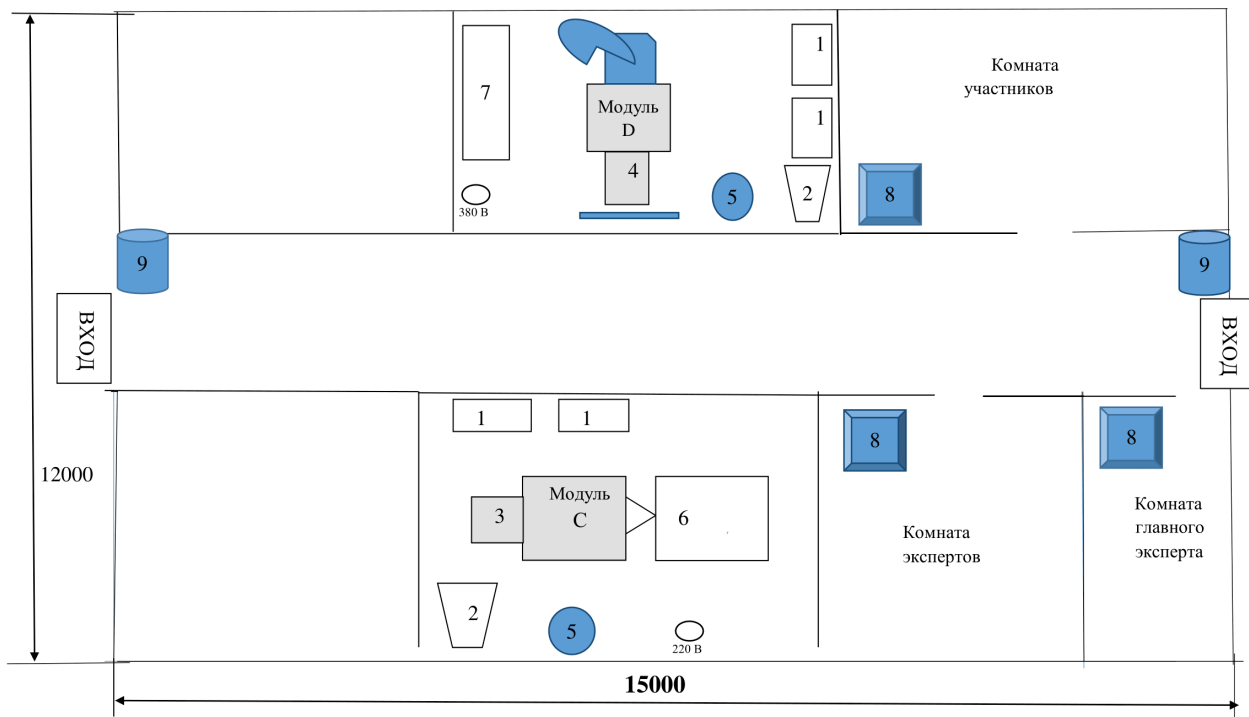 1
Комната
участников
7
Модуль
D
1
4
5
2
8
380 В
9
9
ВХОД
ВХОД
1
1
8
8
12000
3
Модуль
C
6
Комната
экспертов
Комната
главного
эксперта
2
5
220 В
15000